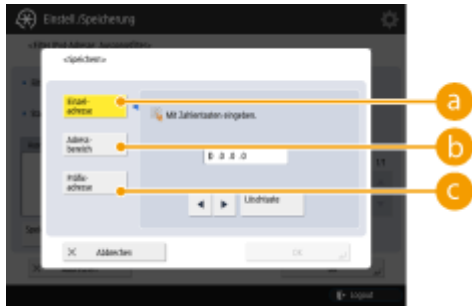 Einstell./Speicherung
<Speichern>
Einzel-
adresse
a
Mit Zahlentasten eingeben.
Adress-
bereich
b
0 .0 .0 .0
Präfix-
adresse
c
Abbrechen
OK
Logout